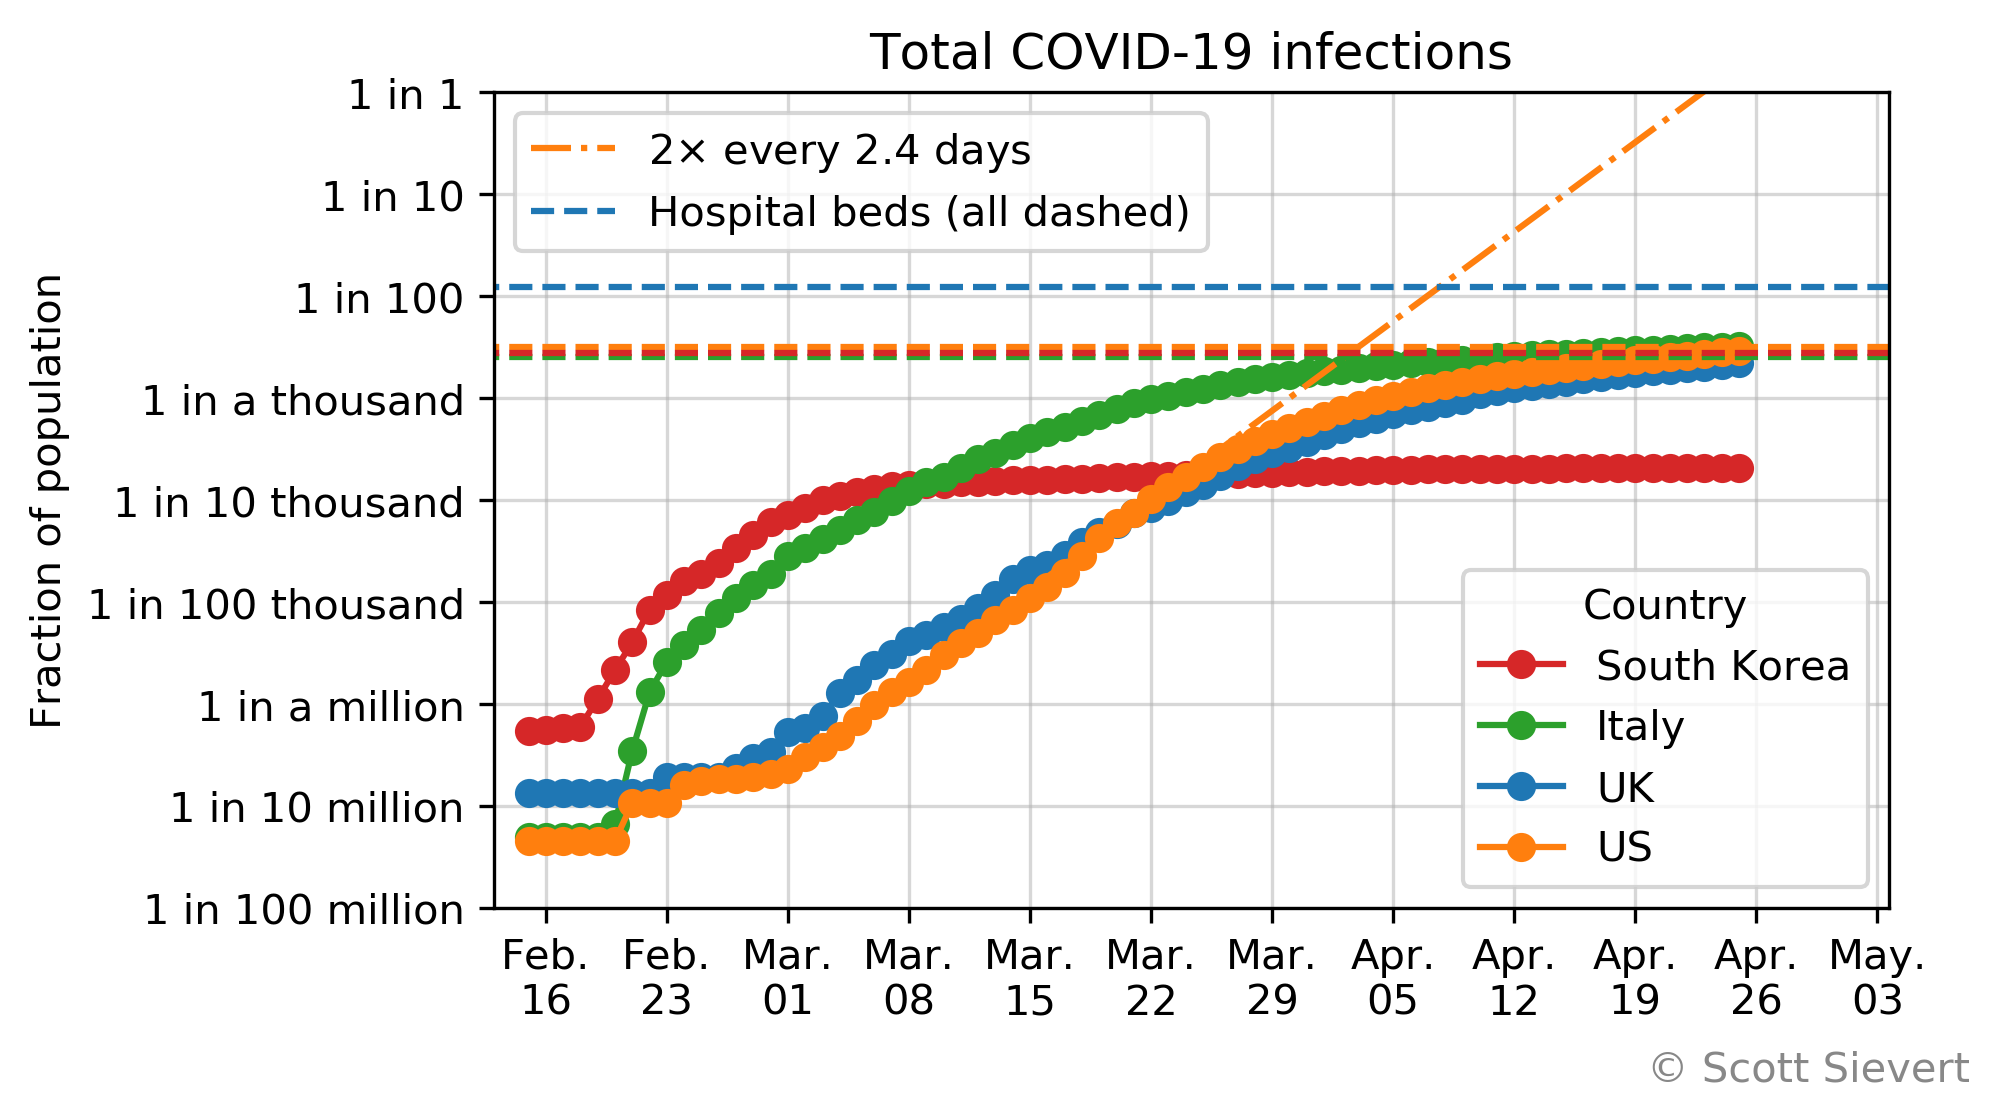 Total COVID-19 infections
Fraction of population
1 in 1
1 in 10
1 in 100
1 in a thousand
1 in 10 thousand
1 in 100 thousand
1 in a million
1 in 10 million
1 in 100 million
2× every 2.4 days
Hospital beds (all dashed)
Country
South Korea
Italy
UK
US
Feb. Feb. Mar. Mar. Mar. Mar. Mar. Apr. Apr. Apr. Apr. May.
16 23 01 08 15 22 29 05 12 19 26 03
© Scott Sievert